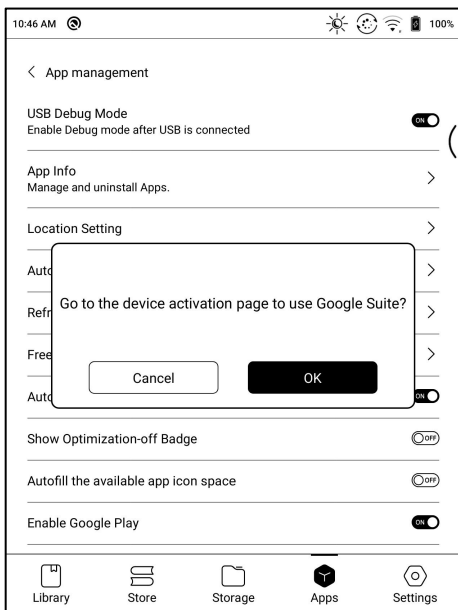 10:46 AM
100%
App management
USB Debug Mode
ON
Enable Debug mode after USB is connected
App Info
Manage and uninstall Apps.
Location Setting
Go to the device activation page to use Google Suite?
Cancel
OK
ON
Show Optimization-off Badge
OFF
Autofill the available app icon space
OFF
Enable Google Play
ON
Library
Store
Storage
Apps
Settings